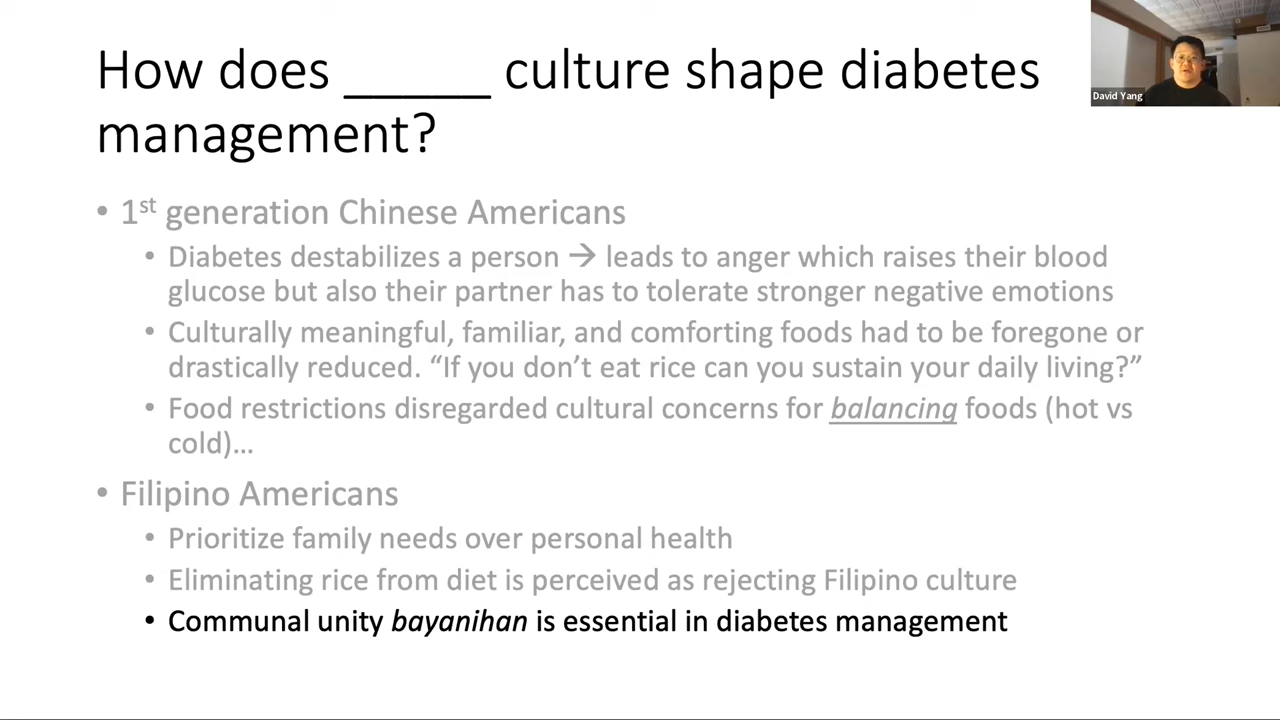 How does _____ culture shape diabetes
management?
David Yang
• 1st generation Chinese Americans
• Diabetes destabilizes a person → leads to anger which raises their blood
glucose but also their partner has to tolerate stronger negative emotions
• Culturally meaningful, familiar, and comforting foods had to be foregone or
drastically reduced. “If you don’t eat rice can you sustain your daily living?”
• Food restrictions disregarded cultural concerns for balancing foods (hot vs
cold)…
• Filipino Americans
• Prioritize family needs over personal health
• Eliminating rice from diet is perceived as rejecting Filipino culture
• Communal unity bayanihan is essential in diabetes management